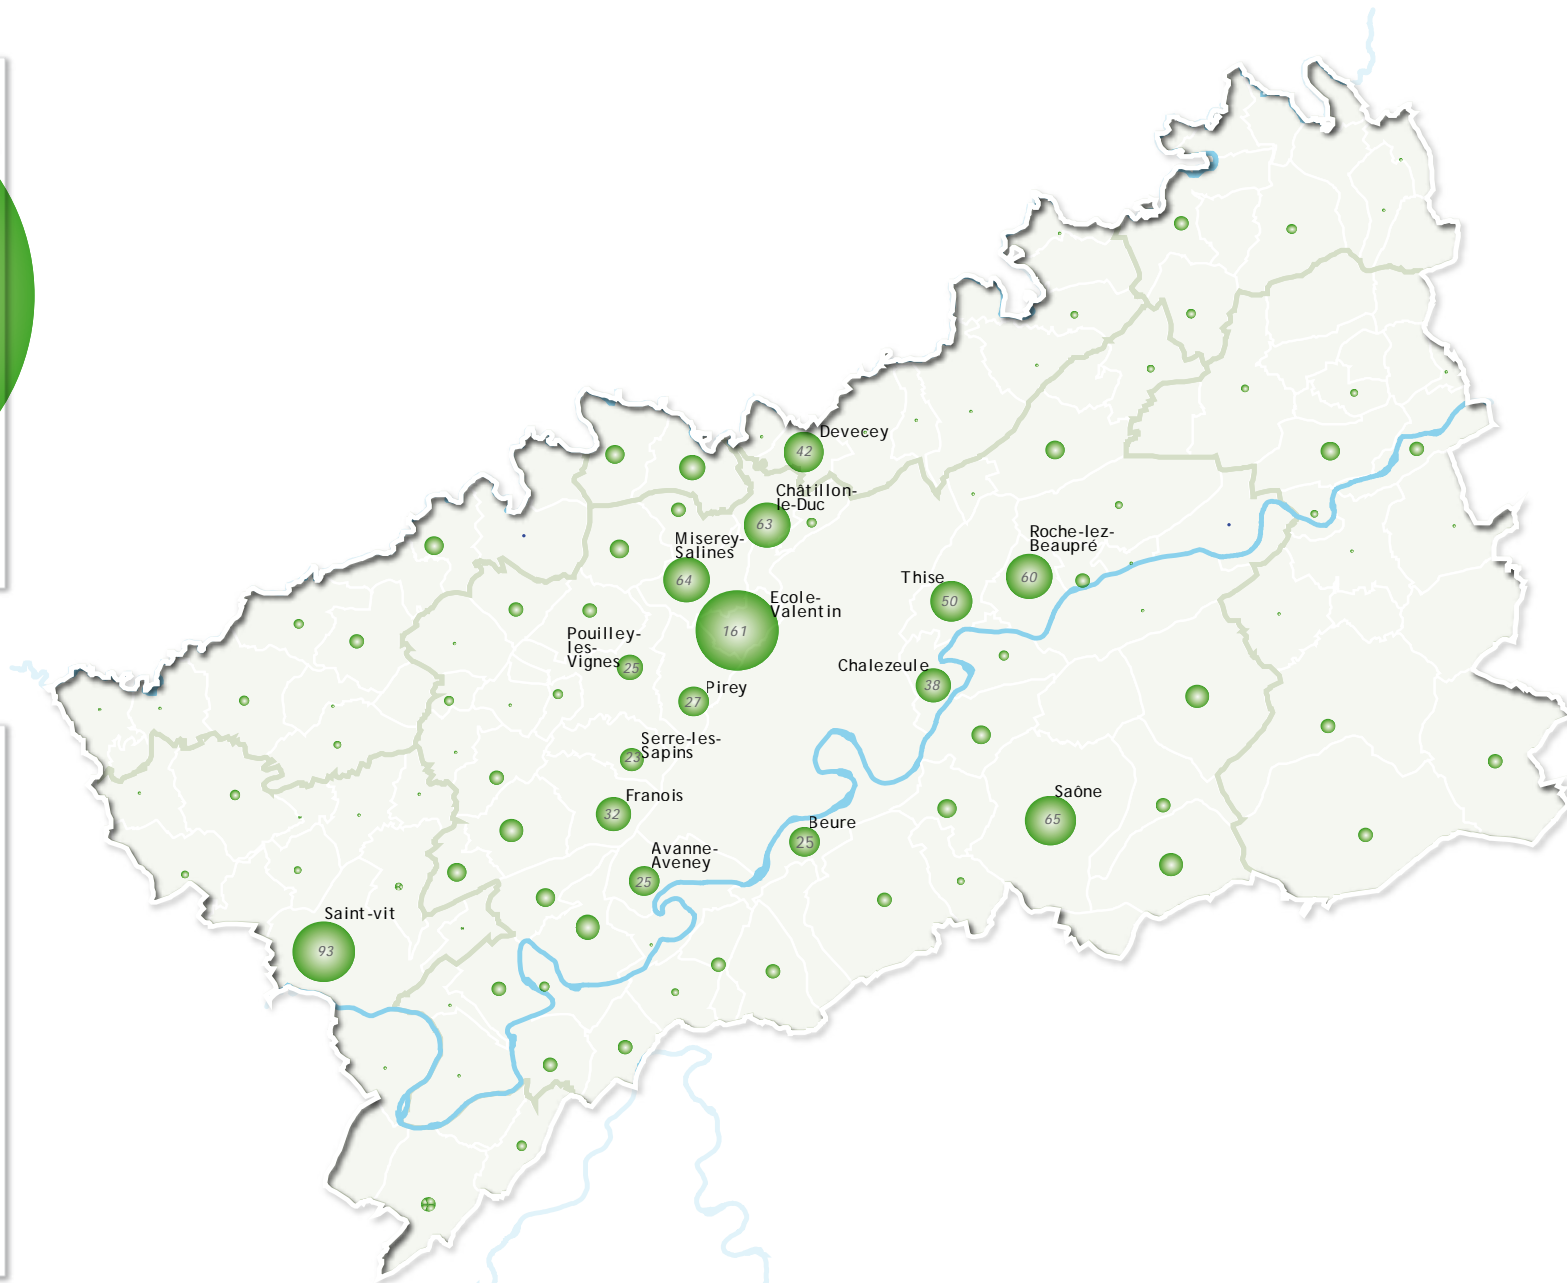 Devecey
42
Châtillon-
le-Duc
63
Miserey-
Salines
64
Roche-lez-
Beaupré
60
Thise
50
Ecole-
Valentin
161
Pouilley-
les-
Vignes
25
Chalezeule
38
Pirey
27
Serre-les-
Sapins
23
Franois
32
Saône
65
Beure
25
Avanne-
Aveney
25
Saint-vit
93